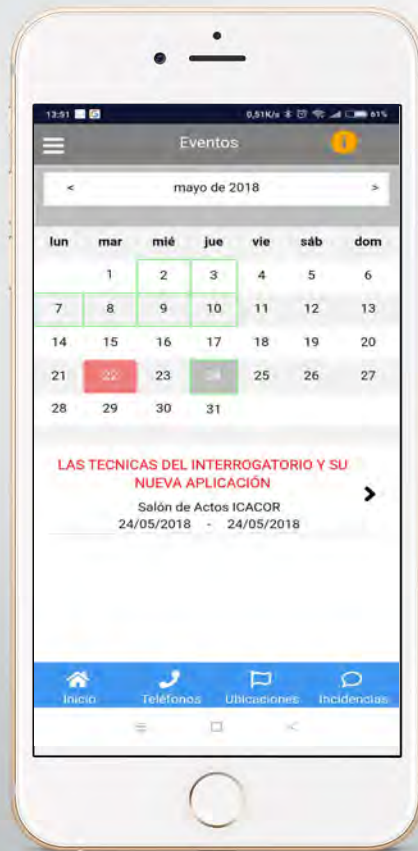 13:51 0,51K/s 61%
Eventos
< mayo de 2018 >
lun mar mié jue vie sáb dom
1 2 3 4 5 6
7 8 9 10 11 12 13
14 15 16 17 18 19 20
21 22 23 24 25 26 27
28 29 30 31
LAS TECNICAS DEL INTERROGATORIO Y SU
NUEVA APLICACIÓN
Salón de Actos ICACOR
24/05/2018 - 24/05/2018
Inicio Teléfonos Ubicaciones Incidencias